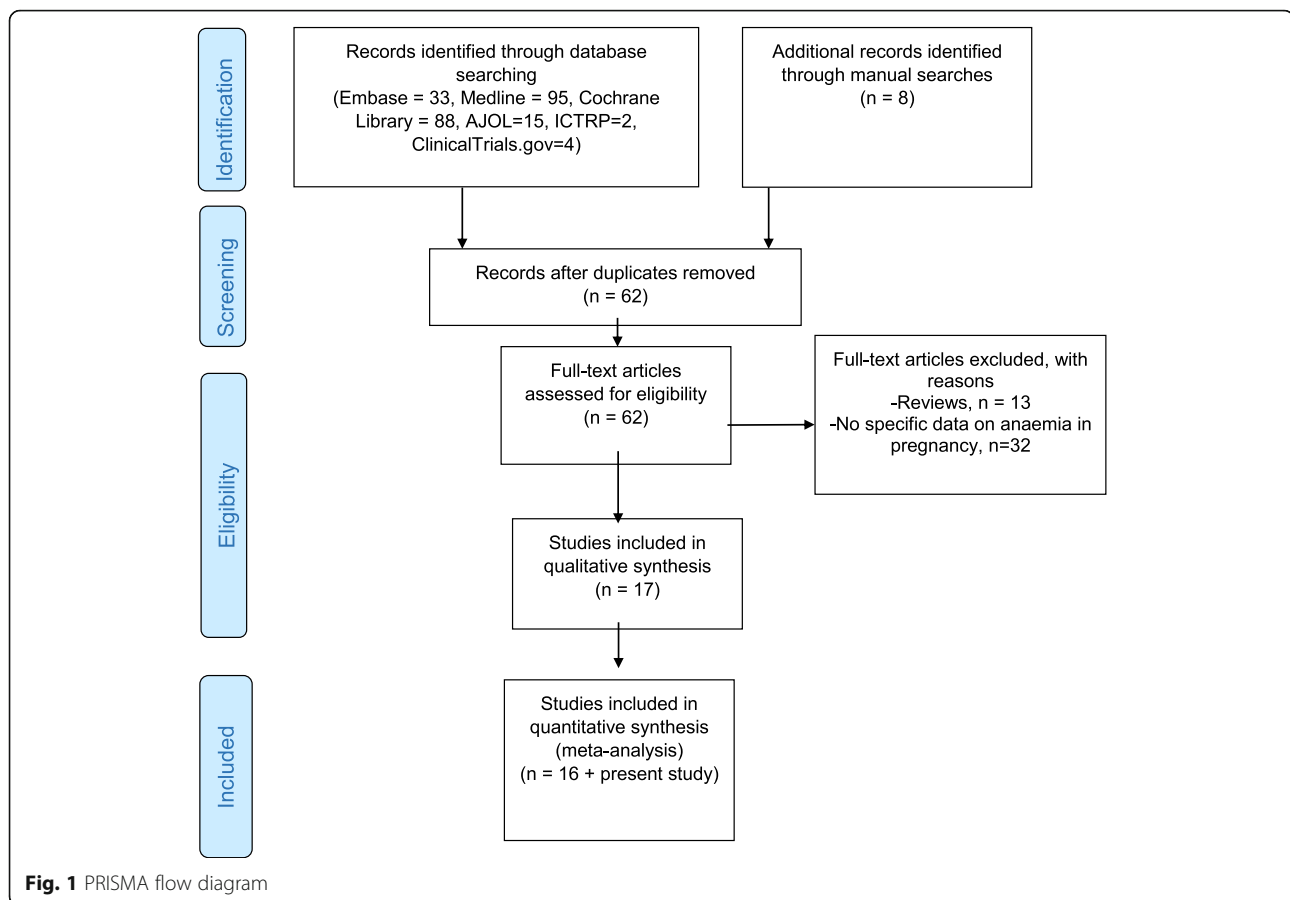 Identification
Records identified through database
searching
(Embase = 33, Medline = 95, Cochrane
Library = 88, AJOL=15, ICTRP=2,
ClinicalTrials.gov=4)
Additional records identified
through manual searches
(n = 8)
Screening
Records after duplicates removed
(n = 62)
Eligibility
Full-text articles
assessed for eligibility
(n = 62)
Full-text articles excluded, with
reasons
-Reviews, n = 13
-No specific data on anaemia in
pregnancy, n=32
Studies included in
qualitative synthesis
(n = 17)
Included
Studies included in
quantitative synthesis
(meta-analysis)
(n = 16 + present study)
Fig. 1 PRISMA flow diagram